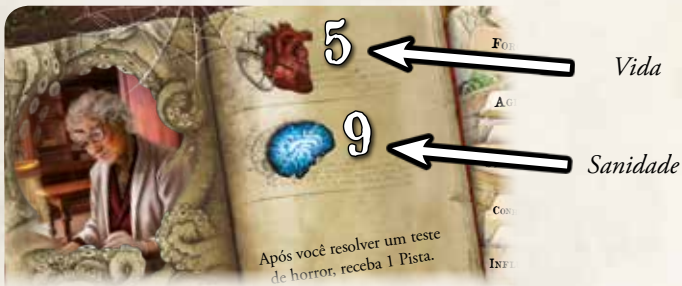 5
Vida
9
Sanidade
Após você resolver um teste
de horror, receba 1 Pista.